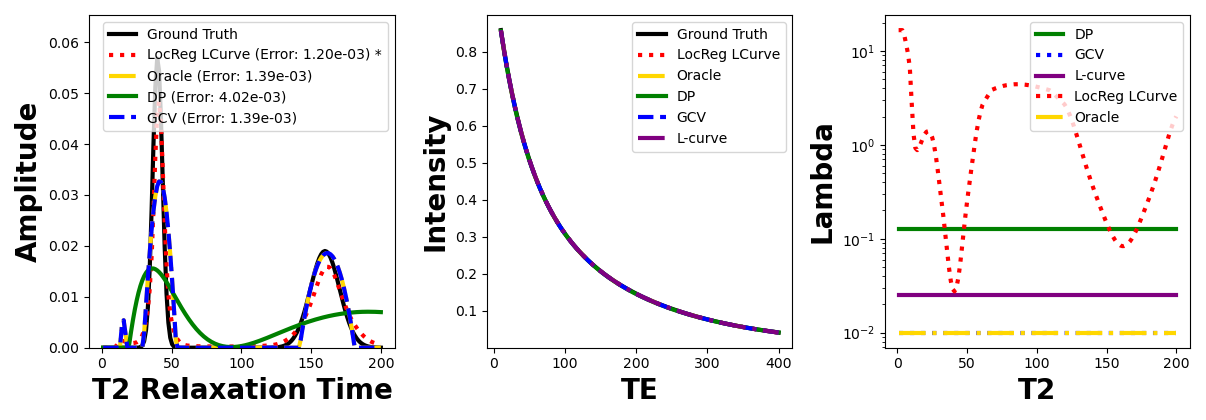 Amplitude
0.06
0.05
0.04
0.03
0.02
0.01
0.00
Ground Truth
LocReg LCurve (Error: 1.20e-03) *
Oracle (Error: 1.39e-03)
DP (Error: 4.02e-03)
GCV (Error: 1.39e-03)
0 50 100 150 200
T2 Relaxation Time
Intensity
0.8
0.7
0.6
0.5
0.4
0.3
0.2
0.1
Ground Truth
LocReg LCurve
Oracle
DP
GCV
L-curve
0 100 200 300 400
TE
Lambda
10¹
10⁰
10⁻¹
10⁻²
DP
GCV
L-curve
LocReg LCurve
Oracle
0 50 100 150 200
T2